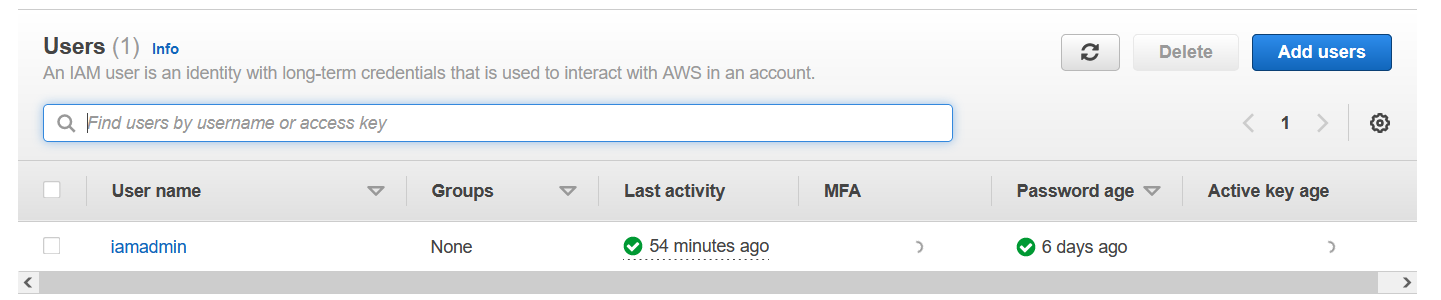 Users (1) Info
Delete
Add users
An IAM user is an identity with long-term credentials that is used to interact with AWS in an account.
Find users by username or access key
1
User name Groups Last activity MFA Password age Active key age
iamadmin None 54 minutes ago 6 days ago